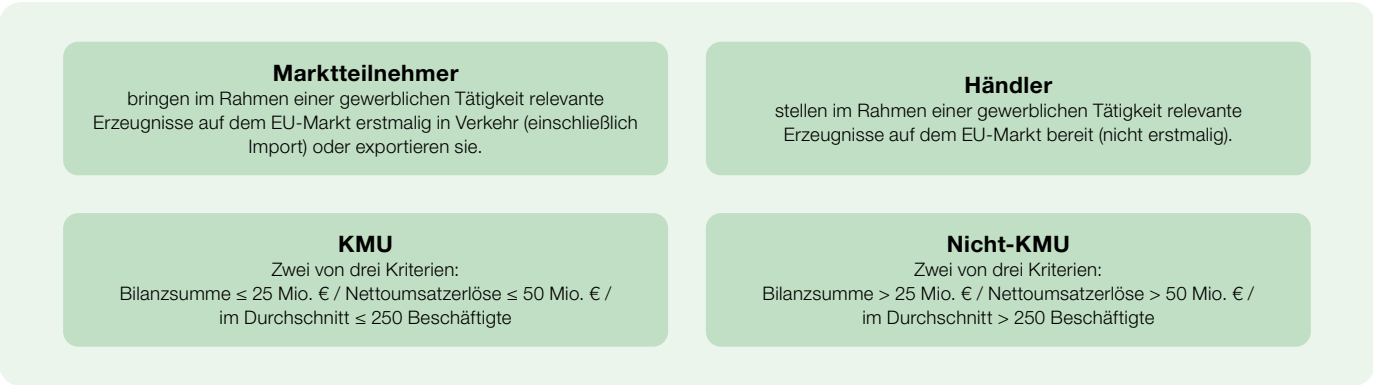 Marktteilnehmer
bringen im Rahmen einer gewerblichen Tätigkeit relevante
Erzeugnisse auf dem EU-Markt erstmalig in Verkehr (einschließlich
Import) oder exportieren sie.
Händler
stellen im Rahmen einer gewerblichen Tätigkeit relevante
Erzeugnisse auf dem EU-Markt bereit (nicht erstmalig).
KMU
Zwei von drei Kriterien:
Bilanzsumme ≤ 25 Mio. € / Nettoumsatzerlöse ≤ 50 Mio. € /
im Durchschnitt ≤ 250 Beschäftigte
Nicht-KMU
Zwei von drei Kriterien:
Bilanzsumme > 25 Mio. € / Nettoumsatzerlöse > 50 Mio. € /
im Durchschnitt > 250 Beschäftigte